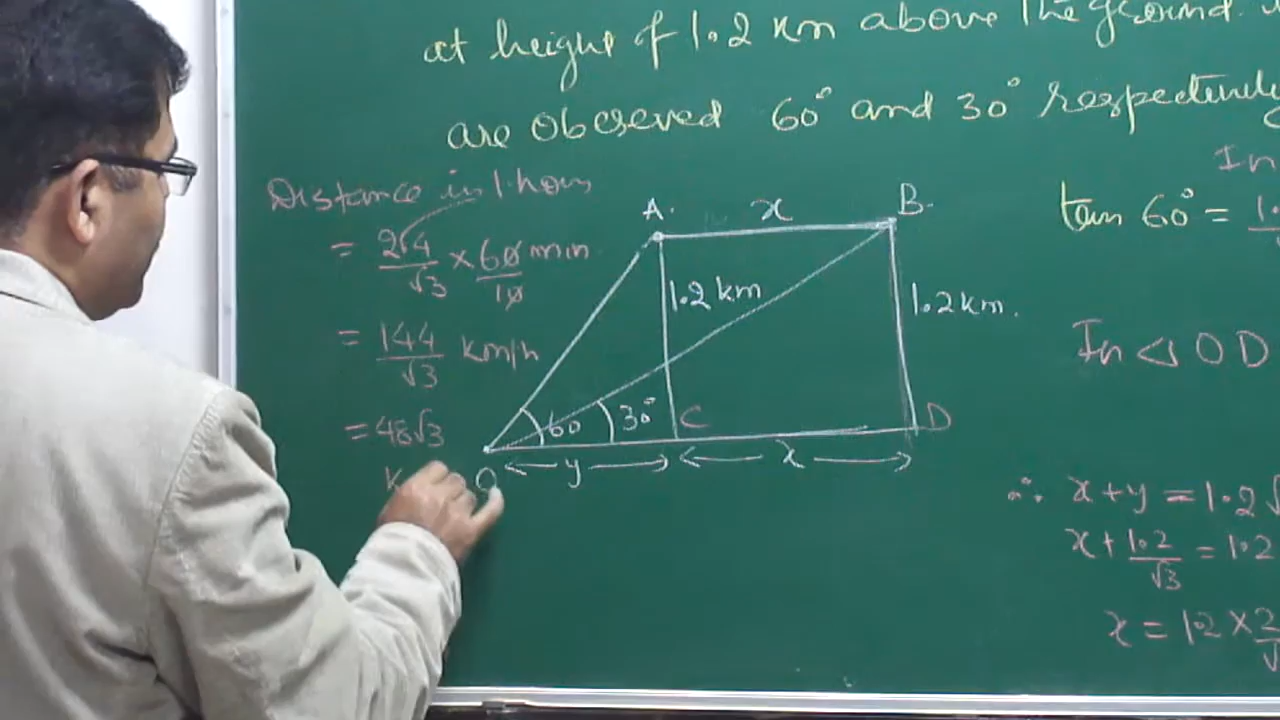 at height of 1.2 km above the ground.
are observed 60° and 30° respectively
Distance in 1 hour
= 2.4/√3 × 60/10 min
= 144/√3 km/h
= 48√3
K
A.
x
B.
1.2 km
1.2 km.
60
30°
C
D
O
← y →
← x →
In
tan 60° = 1.
In △ OD
∴ x + y = 1.2√
x + 1.2/√3 = 1.2
x = 1.2 × 2/√